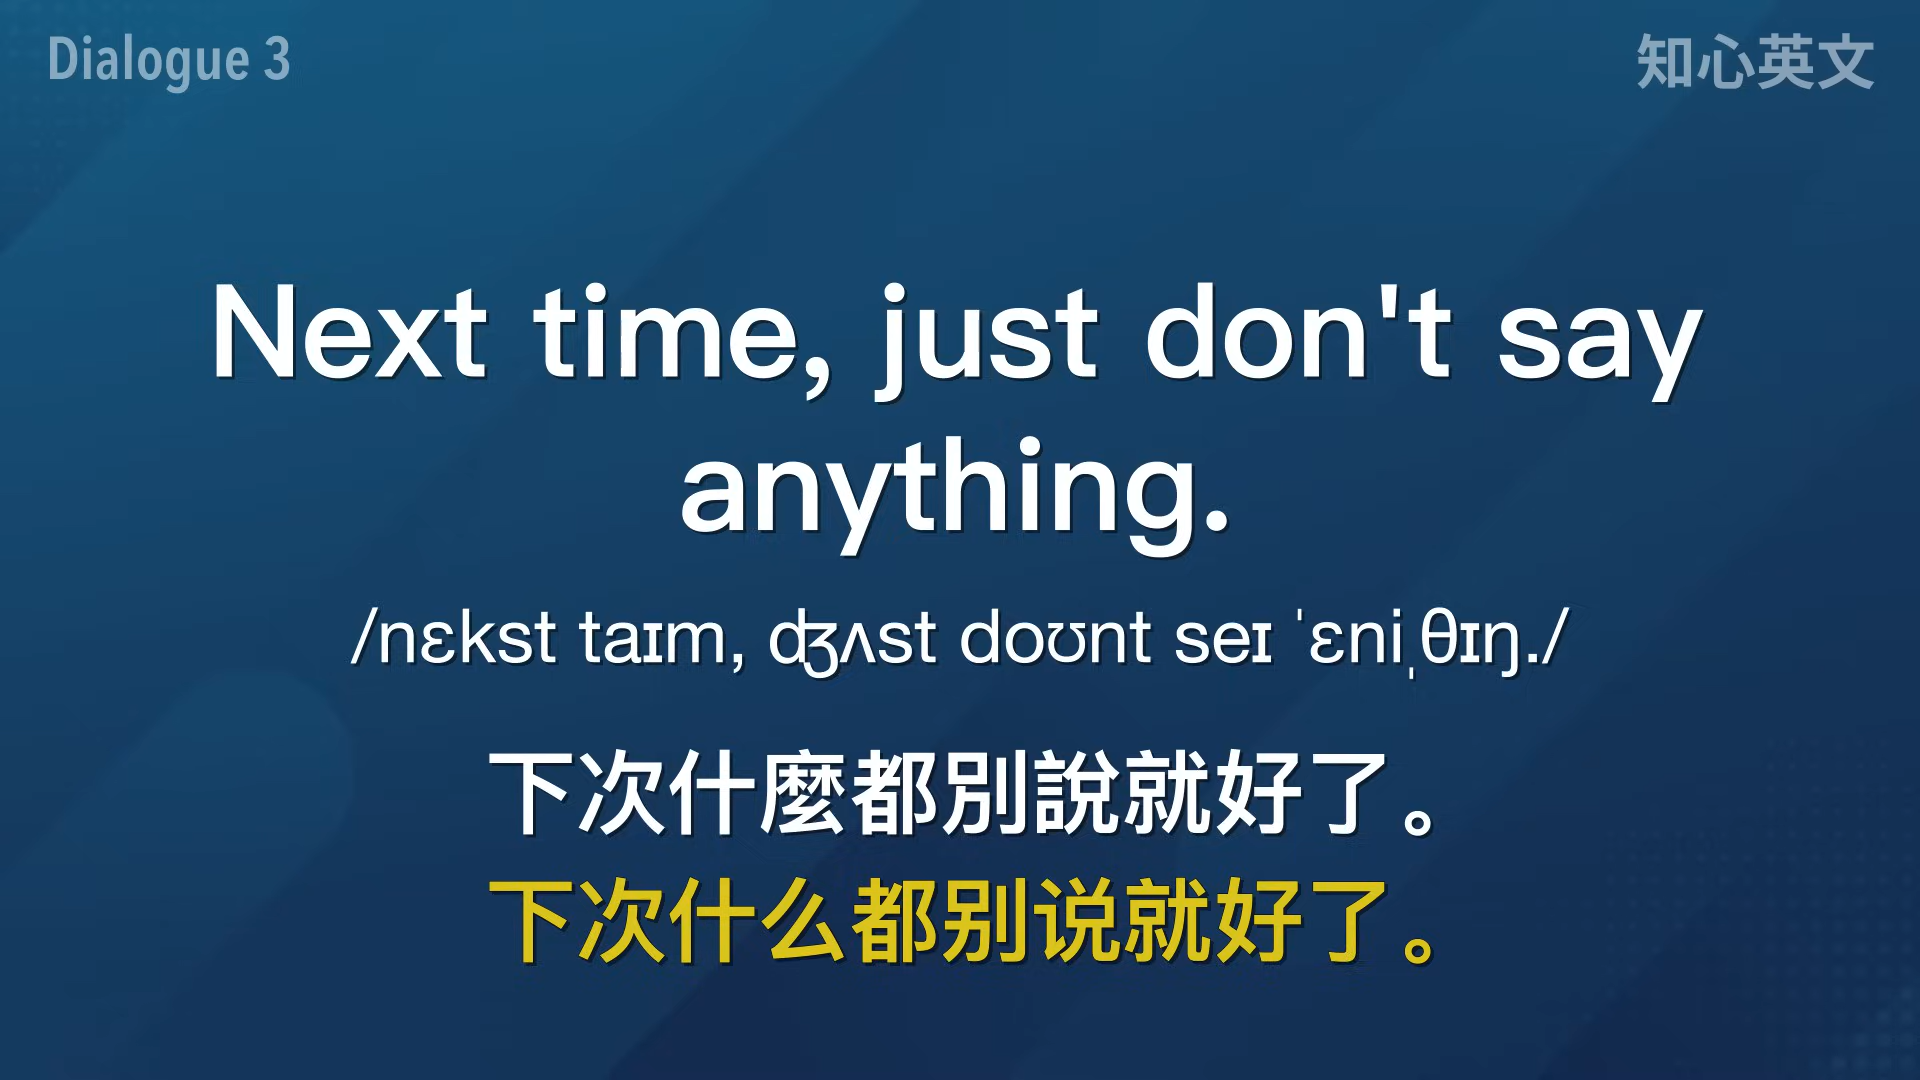 Dialogue 3
知心英文
Next time, just don't say
anything.
/nɛkst taɪm, ʤʌst doʊnt seɪ ˈɛniˌθɪŋ./
下次什麼都別說就好了。
下次什么都别说就好了。